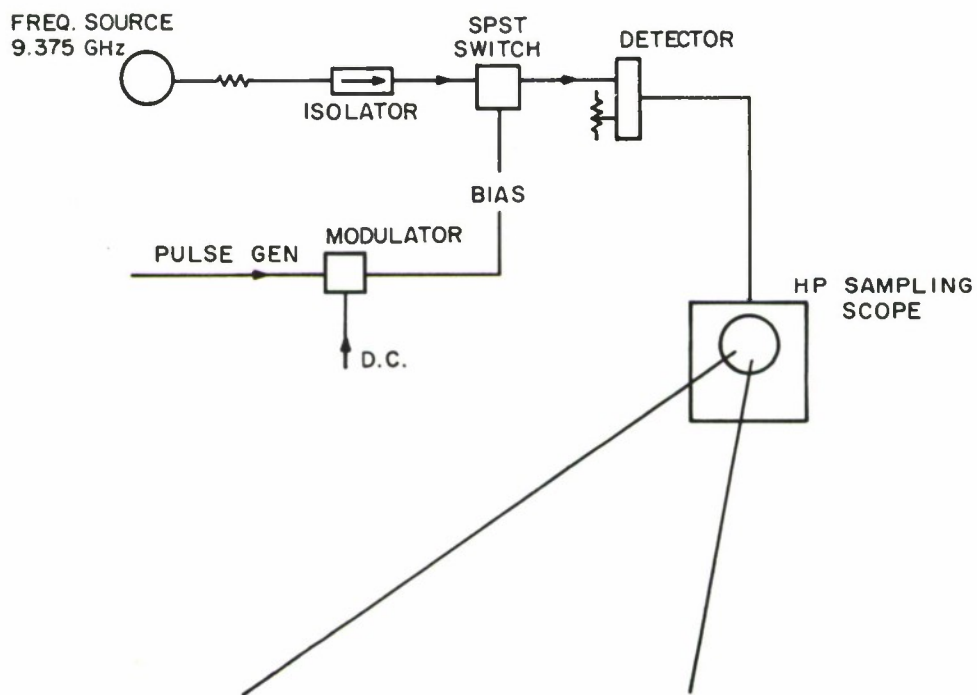 FREQ. SOURCE
9.375 GHz
ISOLATOR
SPST
SWITCH
DETECTOR
BIAS
PULSE GEN
MODULATOR
D.C.
HP SAMPLING
SCOPE